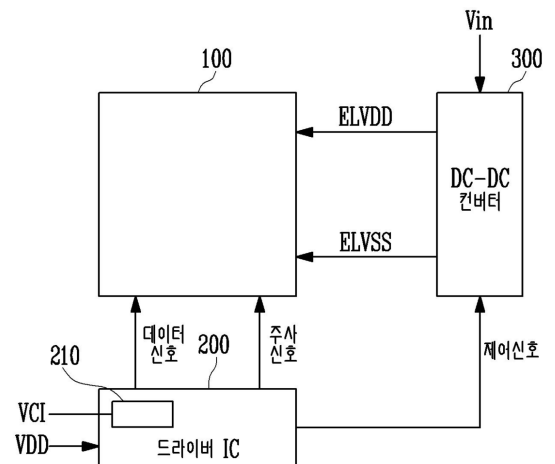 Vin
100
300
ELVDD
DC-DC
컨버터
ELVSS
데이터
신호
주사
신호
200
제어신호
210
VCI
VDD
드라이버 IC